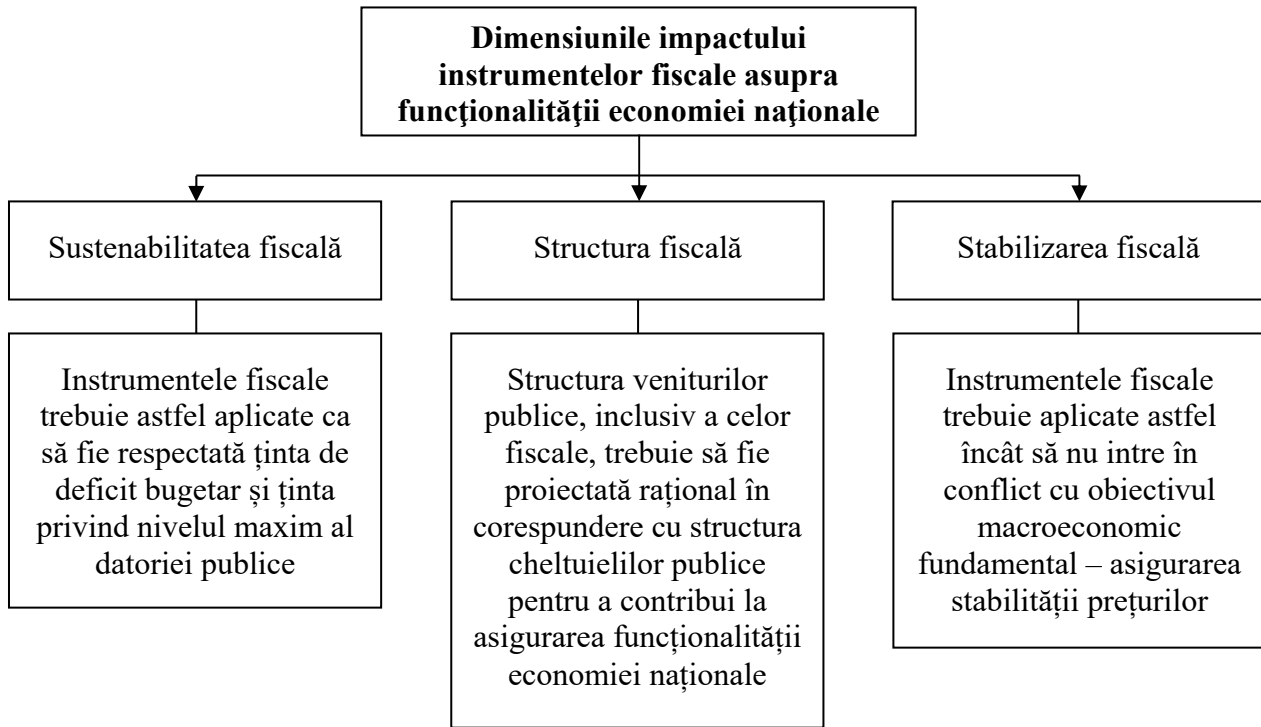 Dimensiunile impactului
instrumentelor fiscale asupra
funcţionalităţii economiei naţionale
Sustenabilitatea fiscală
Structura fiscală
Stabilizarea fiscală
Instrumentele fiscale
trebuie astfel aplicate ca
să fie respectată ținta de
deficit bugetar și ținta
privind nivelul maxim al
datoriei publice
Structura veniturilor
publice, inclusiv a celor
fiscale, trebuie să fie
proiectată rațional în
corespundere cu structura
cheltuielilor publice
pentru a contribui la
asigurarea funcționalității
economiei naționale
Instrumentele fiscale
trebuie aplicate astfel
încât să nu intre în
conflict cu obiectivul
macroeconomic
fundamental – asigurarea
stabilității prețurilor